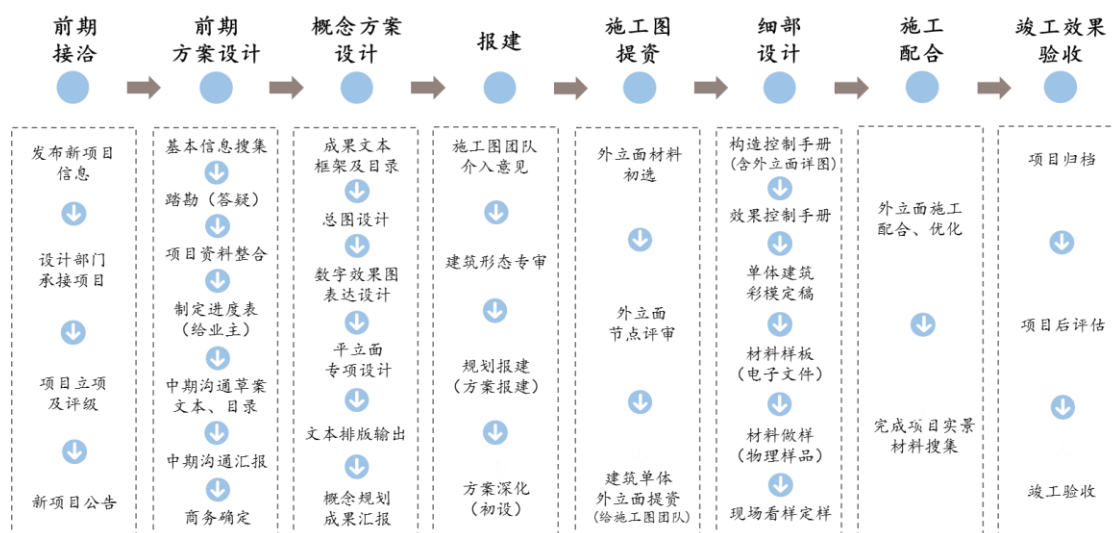 前期
接洽
前期
方案设计
概念方案
设计
报建
施工图
提资
细部
设计
施工
配合
竣工效果
验收
发布新项目
信息
设计部门
承接项目
项目立项
及评级
新项目公告
基本信息搜集
踏勘（答疑）
项目资料整合
制定进度表
（给业主）
中期沟通草案
文本、目录
中期沟通汇报
商务确定
成果文本
框架及目录
总图设计
数字效果图
表达设计
平立面
专项设计
文本排版输出
概念规划
成果汇报
施工图团队
介入意见
建筑形态专审
规划报建
（方案报建）
方案深化
（初设）
外立面材料
初选
外立面
节点评审
建筑单体
外立面提资
（给施工图团队）
构造控制手册
（含外立面详图）
效果控制手册
单体建筑
彩模定稿
材料样板
（电子文件）
材料做样
（物理样品）
现场看样定样
外立面施工
配合、优化
完成项目实景
材料搜集
项目归档
项目后评估
竣工验收